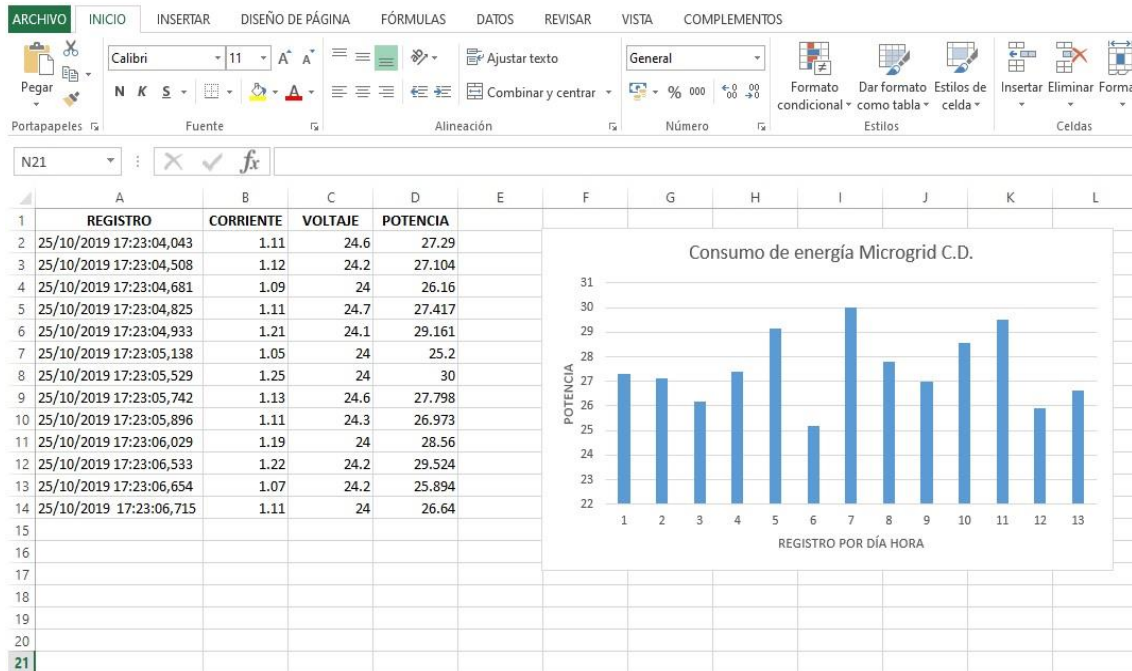 ARCHIVO INICIO INSERTAR DISEÑO DE PÁGINA FÓRMULAS DATOS REVISAR VISTA COMPLEMENTOS
Calibri 11 A A Ajustar texto General
Pegar N K S A Combinar y centrar % 000 Formato condicional Dar formato como tabla Estilos de celda Insertar Eliminar Forma
Portapapeles Fuente Alineación Número Estilos Celdas
N21 fx
A B C D E F G H I J K L
1 REGISTRO CORRIENTE VOLTAJE POTENCIA
2 25/10/2019 17:23:04,043 1.11 24.6 27.29
3 25/10/2019 17:23:04,508 1.12 24.2 27.104
4 25/10/2019 17:23:04,681 1.09 24 26.16
5 25/10/2019 17:23:04,825 1.11 24.7 27.417
6 25/10/2019 17:23:04,933 1.21 24.1 29.161
7 25/10/2019 17:23:05,138 1.05 24 25.2
8 25/10/2019 17:23:05,529 1.25 24 30
9 25/10/2019 17:23:05,742 1.13 24.6 27.798
10 25/10/2019 17:23:05,896 1.11 24.3 26.973
11 25/10/2019 17:23:06,029 1.19 24 28.56
12 25/10/2019 17:23:06,533 1.22 24.2 29.524
13 25/10/2019 17:23:06,654 1.07 24.2 25.894
14 25/10/2019 17:23:06,715 1.11 24 26.64
15
16
17
18
19
20
21
Consumo de energía Microgrid C.D.
31
30
29
28
27
26
25
24
23
22
POTENCIA
1 2 3 4 5 6 7 8 9 10 11 12 13
REGISTRO POR DÍA HORA